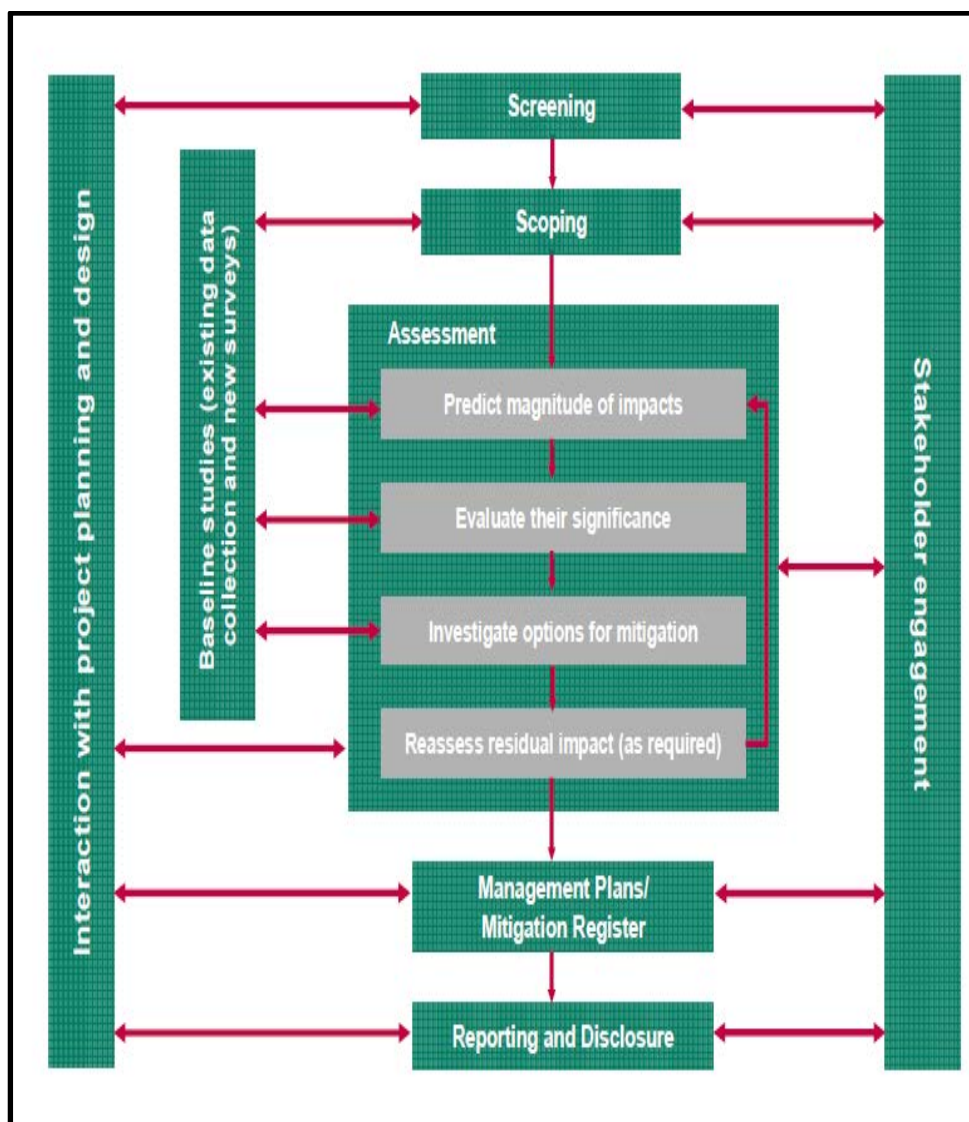 Interaction with project planning and design
Baseline studies (existing data
collection and new surveys)
Screening
Scoping
Assessment
Predict magnitude of impacts
Evaluate their significance
Investigate options for mitigation
Reassess residual impact (as required)
Management Plans/
Mitigation Register
Reporting and Disclosure
Stakeholder engagement